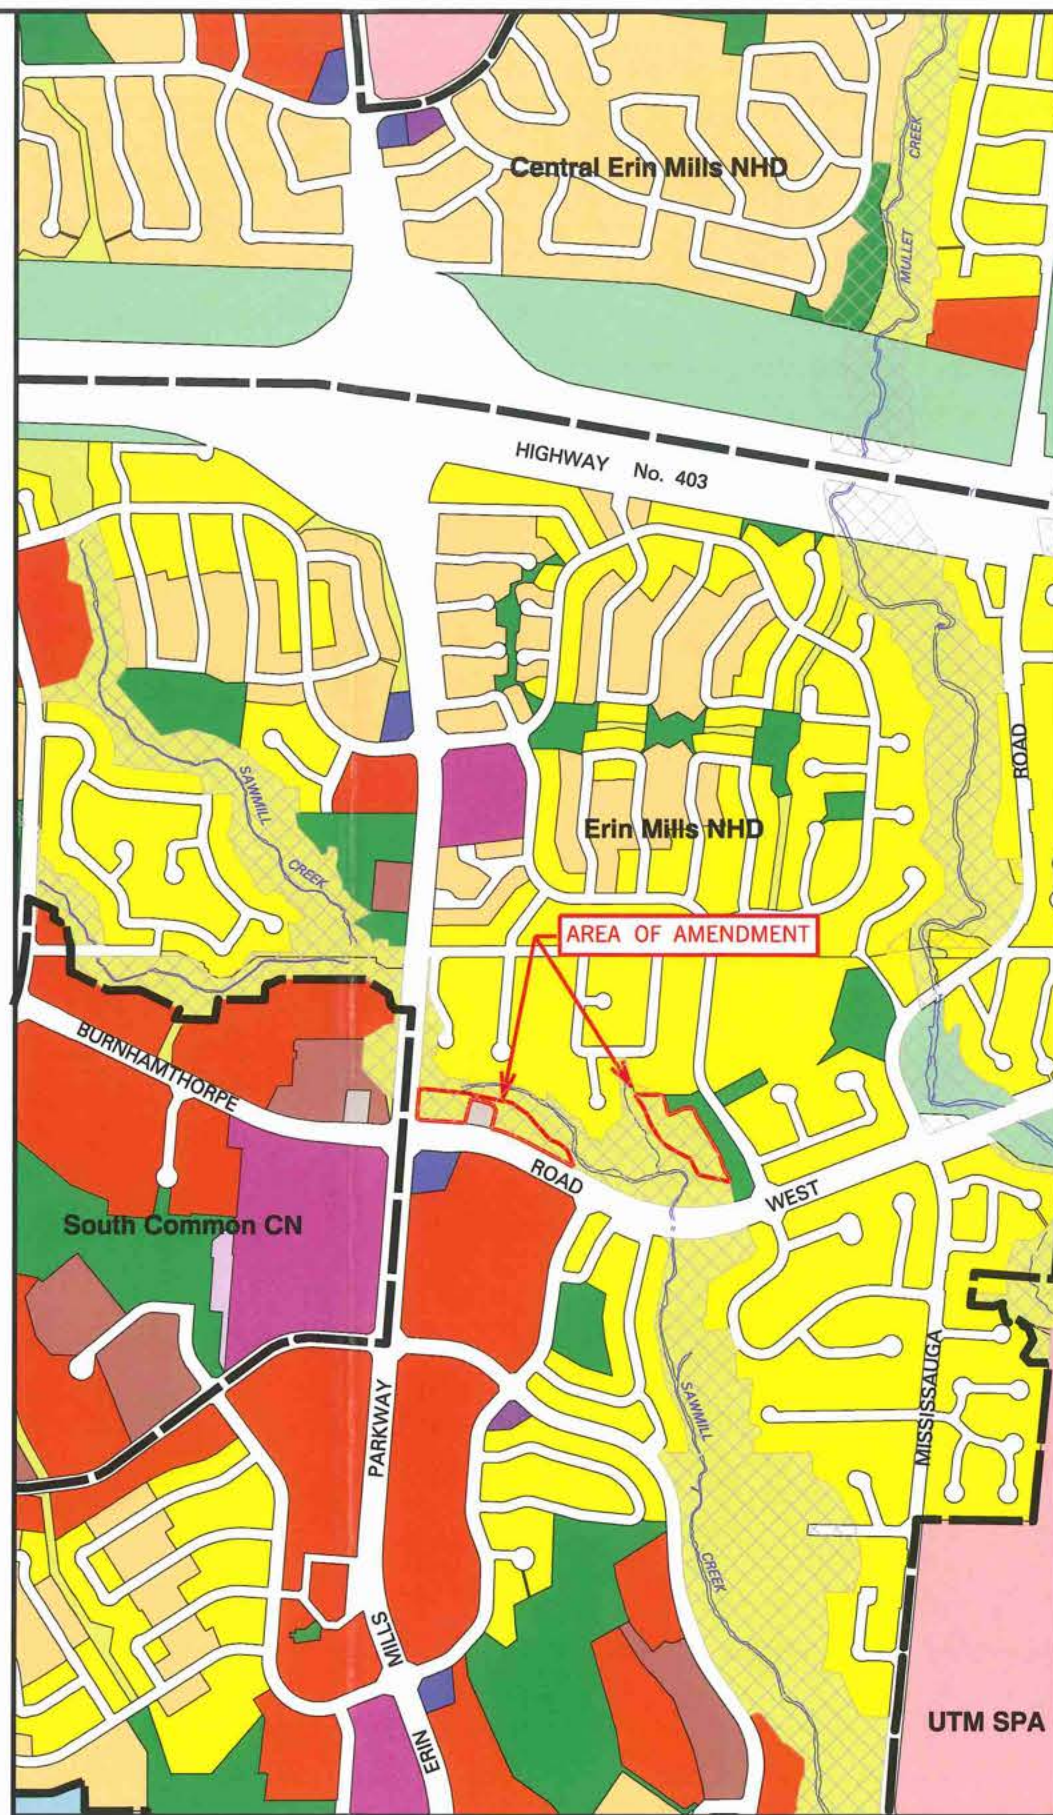 Central Erin Mills NHD
CREEK
MULLET
HIGHWAY No. 403
ROAD
SAWMILL
CREEK
Erin Mills NHD
AREA OF AMENDMENT
BURNHAMTHORPE
ROAD
WEST
South Common CN
MISSISSAUGA
PARKWAY
SAWMILL
CREEK
MILLS
ERIN
UTM SPA